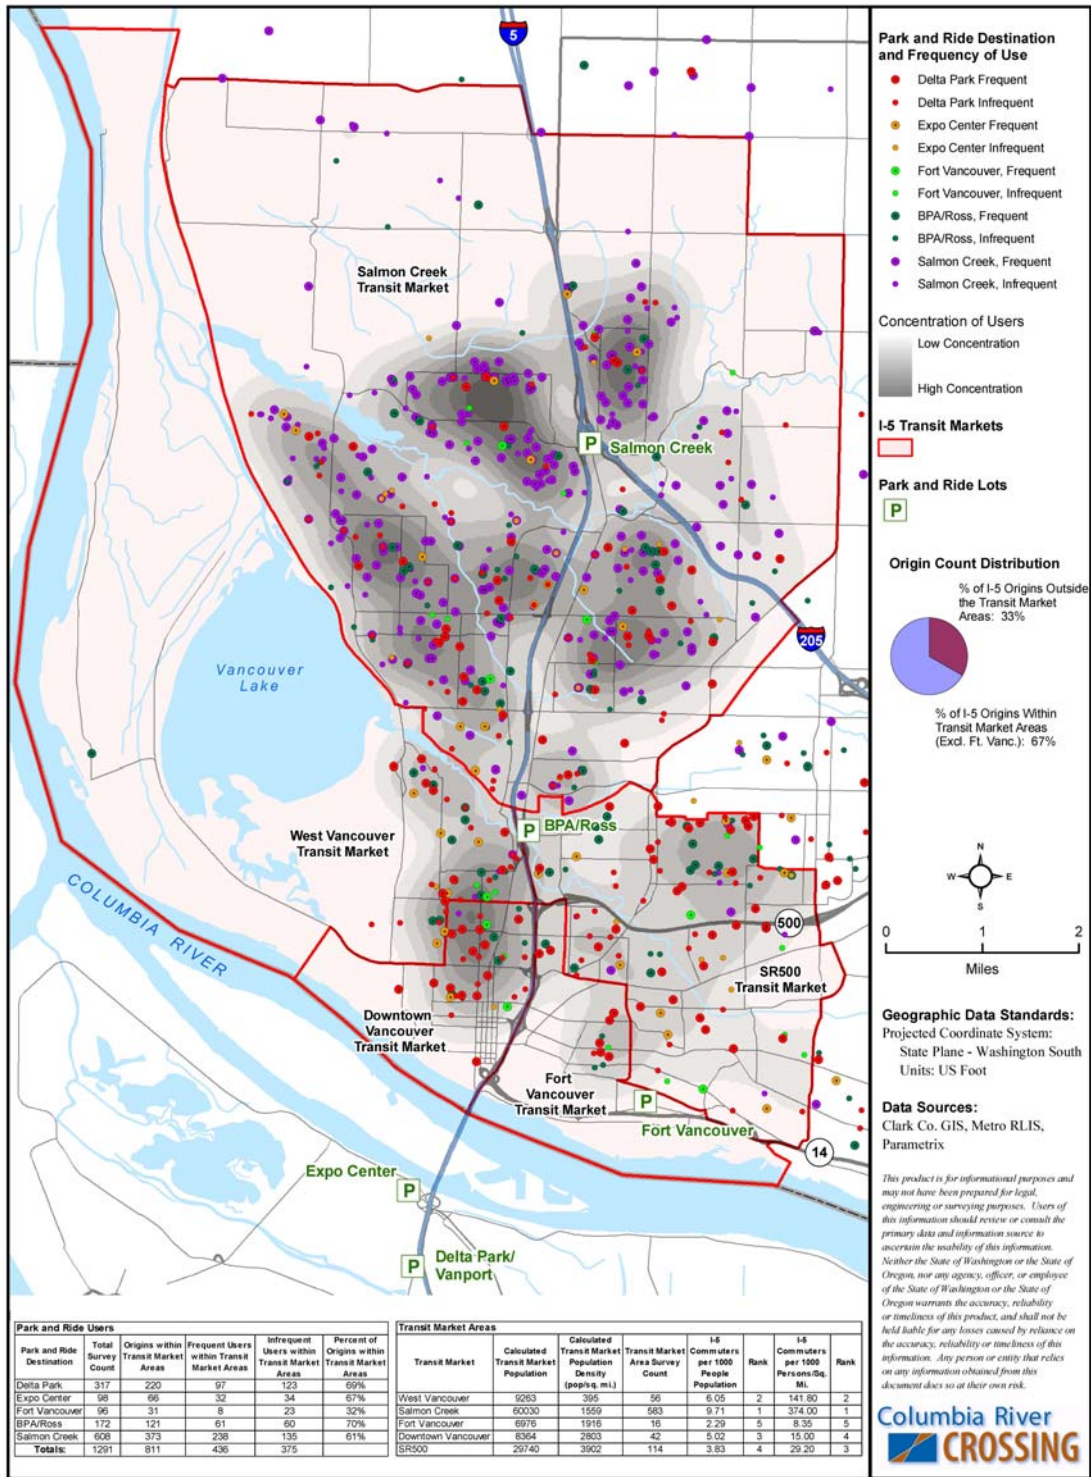 5
Park and Ride Destination
and Frequency of Use
Delta Park Frequent
Delta Park Infrequent
Expo Center Frequent
Expo Center Infrequent
Fort Vancouver, Frequent
Fort Vancouver, Infrequent
BPA/Ross, Frequent
BPA/Ross, Infrequent
Salmon Creek, Frequent
Salmon Creek, Infrequent
Concentration of Users
Low Concentration
High Concentration
I-5 Transit Markets
Park and Ride Lots
P
Origin Count Distribution
% of I-5 Origins Outside
the Transit Market
Areas: 33%
% of I-5 Origins Within
Transit Market Areas
(Excl. Ft. Vanc.): 67%
N
W E
S
0 1 2
Miles
Geographic Data Standards:
Projected Coordinate System:
State Plane - Washington South
Units: US Foot
Data Sources:
Clark Co. GIS, Metro RLIS,
Parametrix
This product is for informational purposes and
may not have been prepared for legal,
engineering or surveying purposes. Users of
this information should review or consult the
primary data and information source to
ascertain the usability of this information.
Neither the State of Washington or the State of
Oregon, nor any agency, officer, or employee
of the State of Washington or the State of
Oregon warrants the accuracy, reliability
or timeliness of this product, and shall not be
held liable for any losses caused by reliance on
the accuracy, reliability or timeliness of this
information. Any person or entity that relies
on any information obtained from this
document does so at their own risk.
Columbia River
CROSSING
Salmon Creek
Transit Market
P Salmon Creek
205
Vancouver
Lake
West Vancouver
Transit Market
P BPA/Ross
COLUMBIA RIVER
500
SR500
Transit Market
Downtown
Vancouver
Transit Market
Fort
Vancouver
Transit Market
P
Fort Vancouver
14
Expo Center
P
Delta Park/
Vanport
P
Park and Ride Users
Park and Ride Destination Total Survey Count Origins within Transit Market Areas Frequent Users within Transit Market Areas Infrequent Users within Transit Market Areas Percent of Origins within Transit Market Areas
Delta Park 317 220 97 123 69%
Expo Center 98 66 32 34 67%
Fort Vancouver 96 31 8 23 32%
BPA/Ross 172 121 61 60 70%
Salmon Creek 608 373 238 135 61%
Totals: 1291 811 436 375
Transit Market Areas
Transit Market Calculated Transit Market Population Calculated Transit Market Population Density (pop/sq. mi.) Transit Market Area Survey Count I-5 Commuters per 1000 People Population Rank I-5 Commuters per 1000 Persons/Sq. Mi. Rank
West Vancouver 9263 395 56 6.05 2 141.80 2
Salmon Creek 60030 1559 583 9.71 1 374.00 1
Fort Vancouver 6976 1916 16 2.29 5 8.35 5
Downtown Vancouver 8364 2803 42 5.02 3 15.00 4
SR500 29740 3902 114 3.83 4 29.20 3